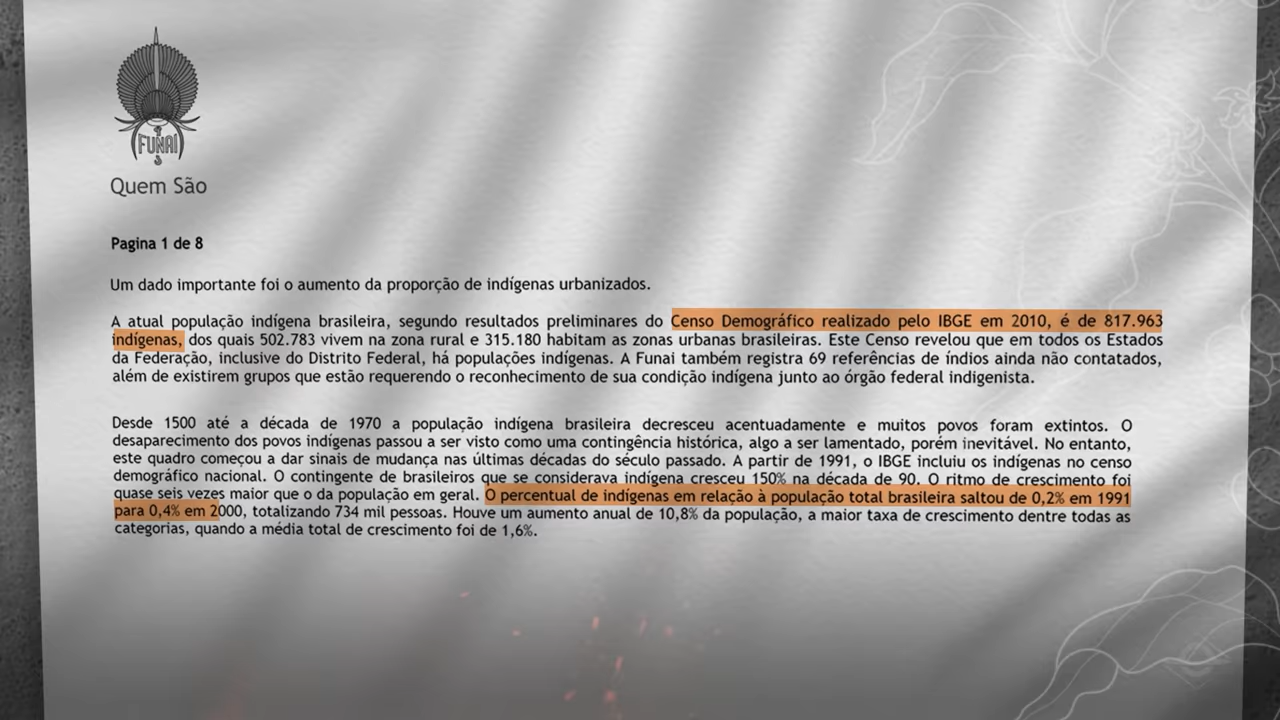 FUNAI
Quem São
Pagina 1 de 8
Um dado importante foi o aumento da proporção de indígenas urbanizados.
A atual população indígena brasileira, segundo resultados preliminares do Censo Demográfico realizado pelo IBGE em 2010, é de 817.963
indígenas, dos quais 502.783 vivem na zona rural e 315.180 habitam as zonas urbanas brasileiras. Este Censo revelou que em todos os Estados
da Federação, inclusive do Distrito Federal, há populações indígenas. A Funai também registra 69 referências de índios ainda não contatados,
além de existirem grupos que estão requerendo o reconhecimento de sua condição indígena junto ao órgão federal indigenista.
Desde 1500 até a década de 1970 a população indígena brasileira decresceu acentuadamente e muitos povos foram extintos. O
desaparecimento dos povos indígenas passou a ser visto como uma contingência histórica, algo a ser lamentado, porém inevitável. No entanto,
este quadro começou a dar sinais de mudança nas últimas décadas do século passado. A partir de 1991, o IBGE incluiu os indígenas no censo
demográfico nacional. O contingente de brasileiros que se considerava indígena cresceu 150% na década de 90. O ritmo de crescimento foi
quase seis vezes maior que o da população em geral. O percentual de indígenas em relação à população total brasileira saltou de 0,2% em 1991
para 0,4% em 2000, totalizando 734 mil pessoas. Houve um aumento anual de 10,8% da população, a maior taxa de crescimento dentre todas as
categorias, quando a média total de crescimento foi de 1,6%.